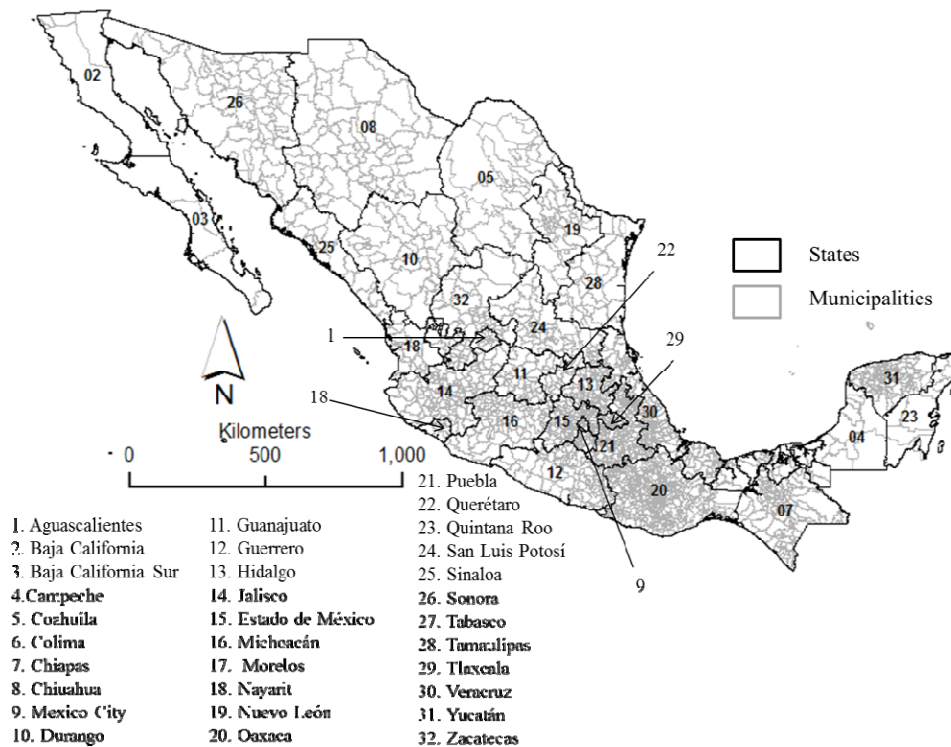 02
26
08
05
03
19
22
25
10
28
States
32
Municipalities
24
1
29
18
31
11
13
14
23
18
30
N
16
15
04
Kilometers
21
0 500 1,000
12
20
07
9
1. Aguascalientes
2. Baja California
3. Baja California Sur
4.Campeche
5. Coahuila
6. Colima
7. Chiapas
8. Chiuahua
9. Mexico City
10. Durango
11. Guanajuato
12. Guerrero
13. Hidalgo
14. Jalisco
15. Estado de México
16. Michoacán
17. Morelos
18. Nayarit
19. Nuevo León
20. Oaxaca
21. Puebla
22. Querétaro
23. Quintana Roo
24. San Luis Potosí
25. Sinaloa
26. Sonora
27. Tabasco
28. Tamaulipas
29. Tlaxcala
30. Veracruz
31. Yucatán
32. Zacatecas